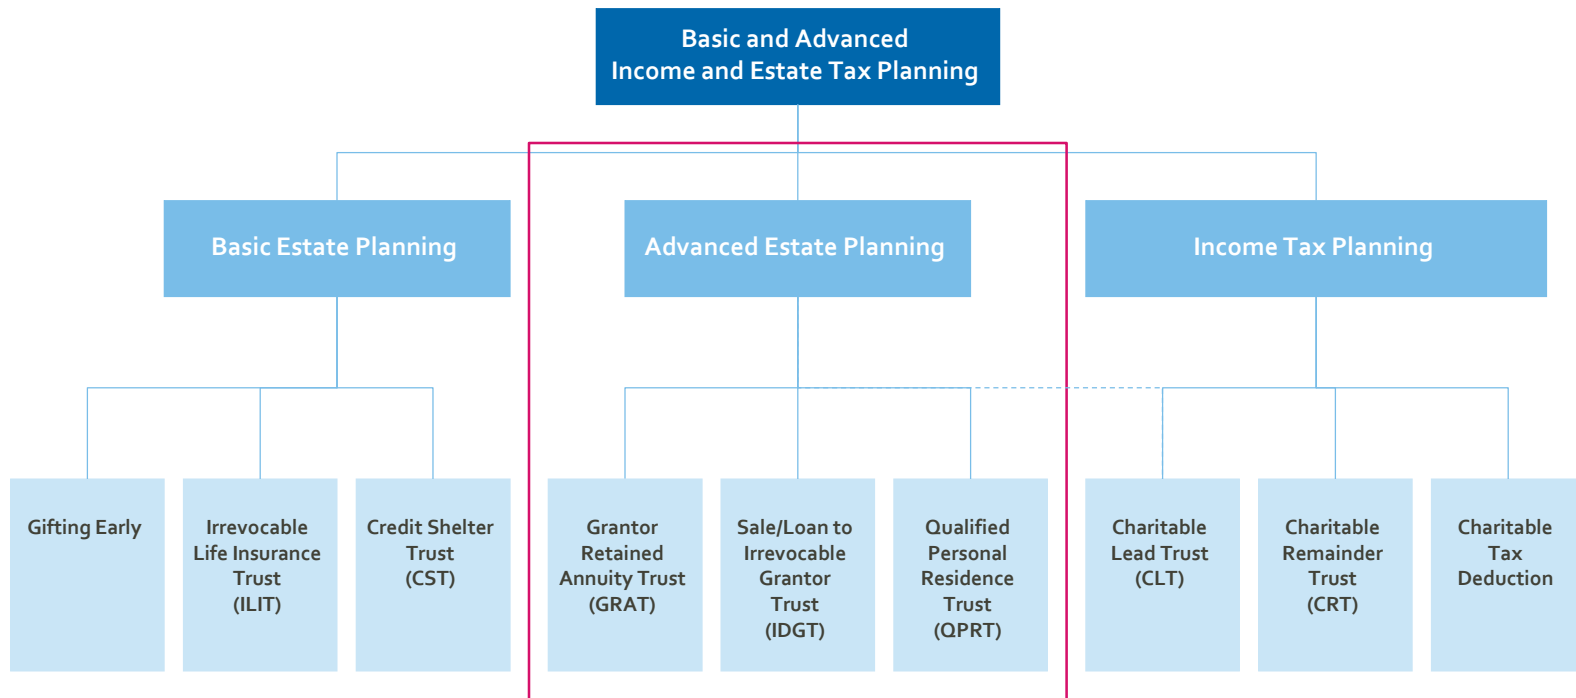 Basic and Advanced
Income and Estate Tax Planning
Basic Estate Planning
Advanced Estate Planning
Income Tax Planning
Gifting Early
Irrevocable
Life Insurance
Trust
(ILIT)
Credit Shelter
Trust
(CST)
Grantor
Retained
Annuity Trust
(GRAT)
Sale/Loan to
Irrevocable
Grantor
Trust
(IDGT)
Qualified
Personal
Residence
Trust
(QPRT)
Charitable
Lead Trust
(CLT)
Charitable
Remainder
Trust
(CRT)
Charitable
Tax
Deduction